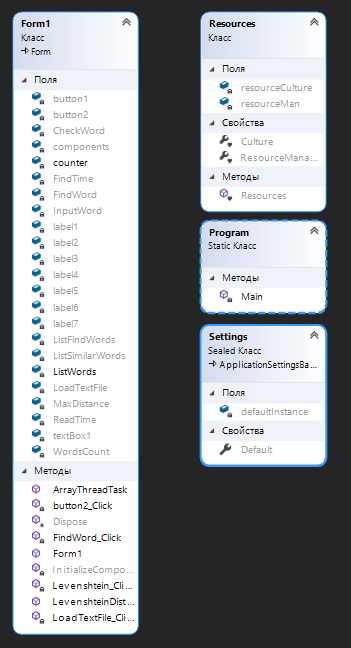 Form1
Класс
Form
Поля
button1
button2
CheckWord
components
counter
FindTime
FindWord
InputWord
label1
label2
label3
label4
label5
label6
label7
ListFindWords
ListSimilarWords
ListWords
LoadTextFile
MaxDistance
ReadTime
textBox1
WordsCount
Методы
ArrayThreadTask
button2_Click
Dispose
FindWord_Click
Form1
InitializeCompo...
Levenshtein_Cli...
LevenshteinDist...
LoadTextFile_C...
Resources
Класс
Поля
resourceCulture
resourceMan
Свойства
Culture
ResourceMana...
Методы
Resources
Program
Static Класс
Методы
Main
Settings
Sealed Класс
ApplicationSettingsBa...
Поля
defaultInstance
Свойства
Default